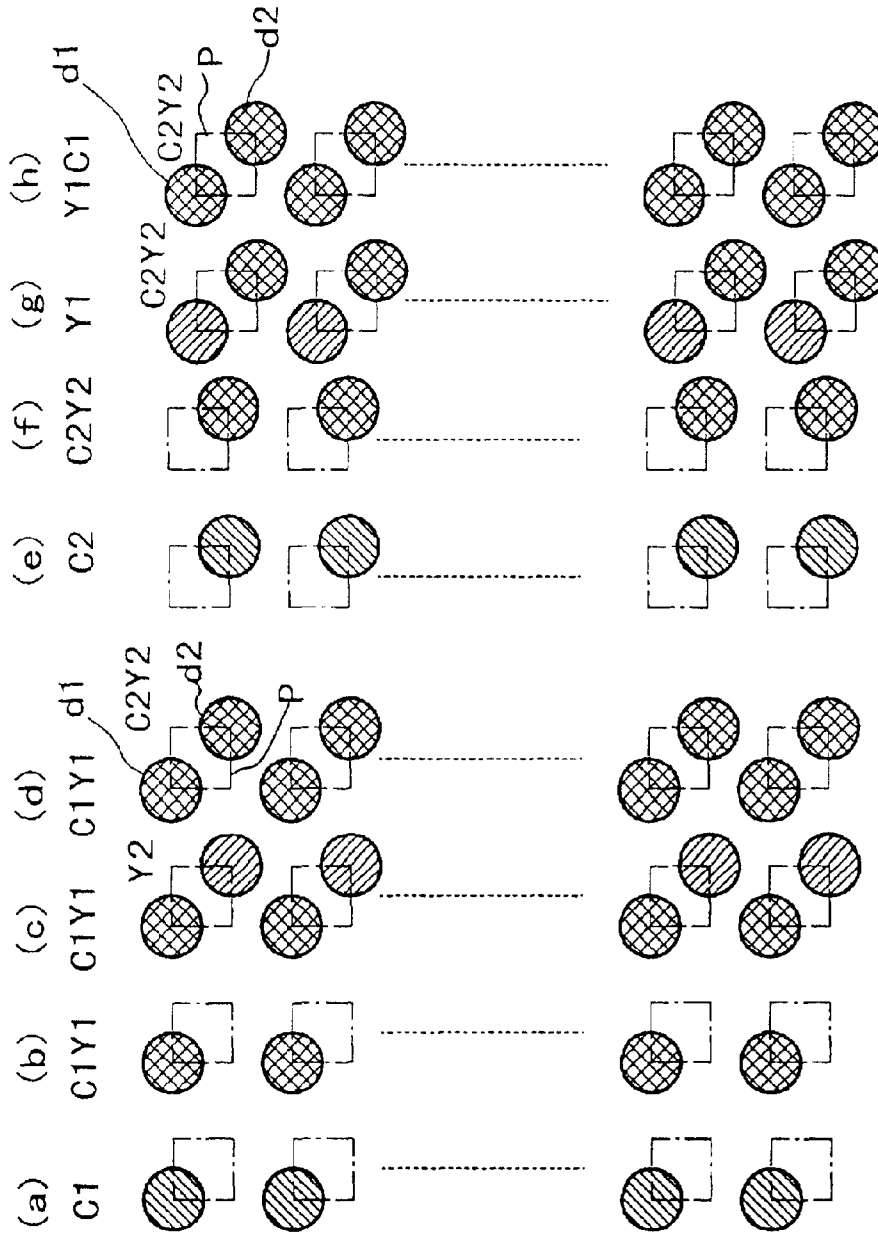 (a)
C1
(b)
C1Y1
(c)
C1Y1
Y2
(d)
C1Y1
C2Y2
d1
d2
P
(e)
C2
(f)
C2Y2
(g)
Y1
C2Y2
(h)
Y1C1
C2Y2
d1
P
d2